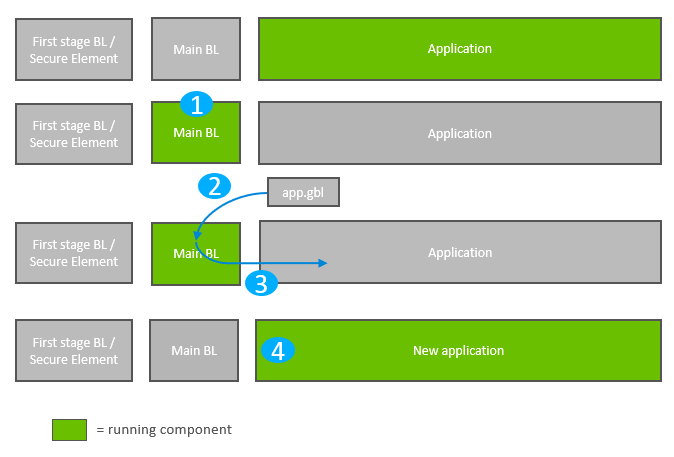 First stage BL /
Secure Element
Main BL
Application
1
First stage BL /
Secure Element
Main BL
Application
2
app.gbl
First stage BL /
Secure Element
Main BL
Application
3
First stage BL /
Secure Element
Main BL
4
New application
= running component